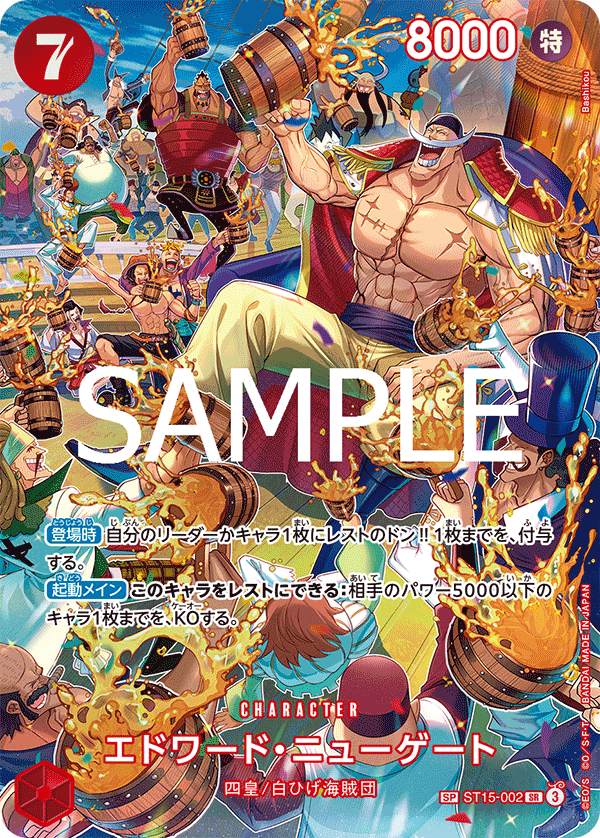 7
8000
特
Bashikou
SAMPLE
登場時 自分のリーダーかキャラ1枚にレストのドン!!1枚までを、付与
する。
起動メイン このキャラをレストにできる：相手のパワー5000以下の
キャラ1枚までを、KOする。
CHARACTER
エドワード・ニューゲート
四皇/白ひげ海賊団
SP ST15-002 SR 3
©E.O/S. ©O/S・F・T・A BANDAI MADE IN JAPAN